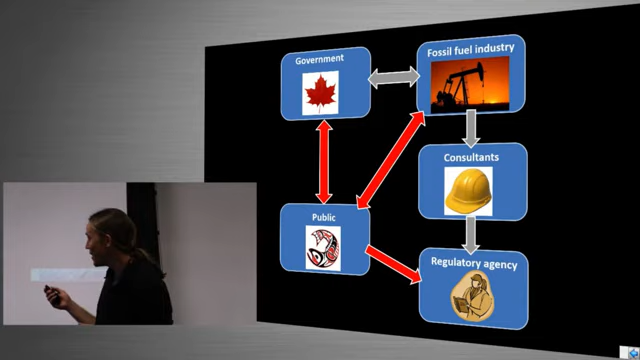 Government
Fossil fuel industry
Consultants
Public
Regulatory agency